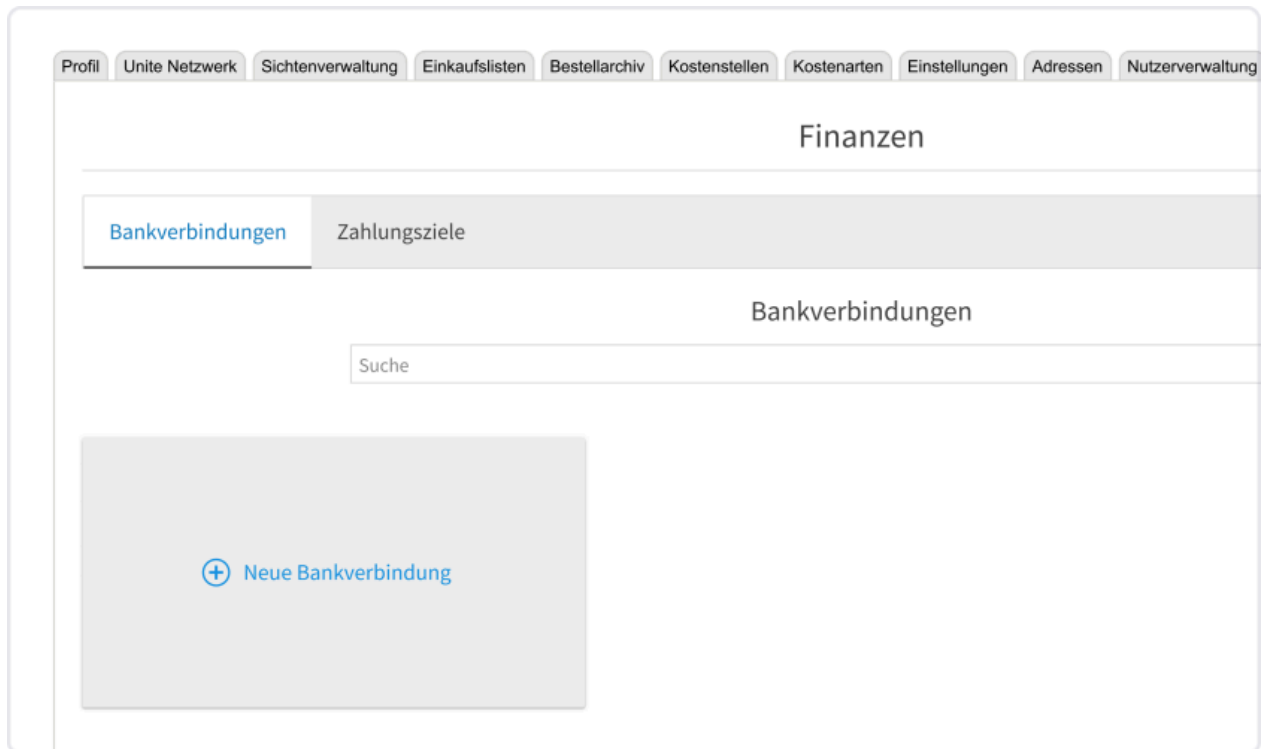 Profil Unite Netzwerk Sichtenverwaltung Einkaufslisten Bestellarchiv Kostenstellen Kostenarten Einstellungen Adressen Nutzerverwaltung
Finanzen
Bankverbindungen Zahlungsziele
Bankverbindungen
Suche
Neue Bankverbindung